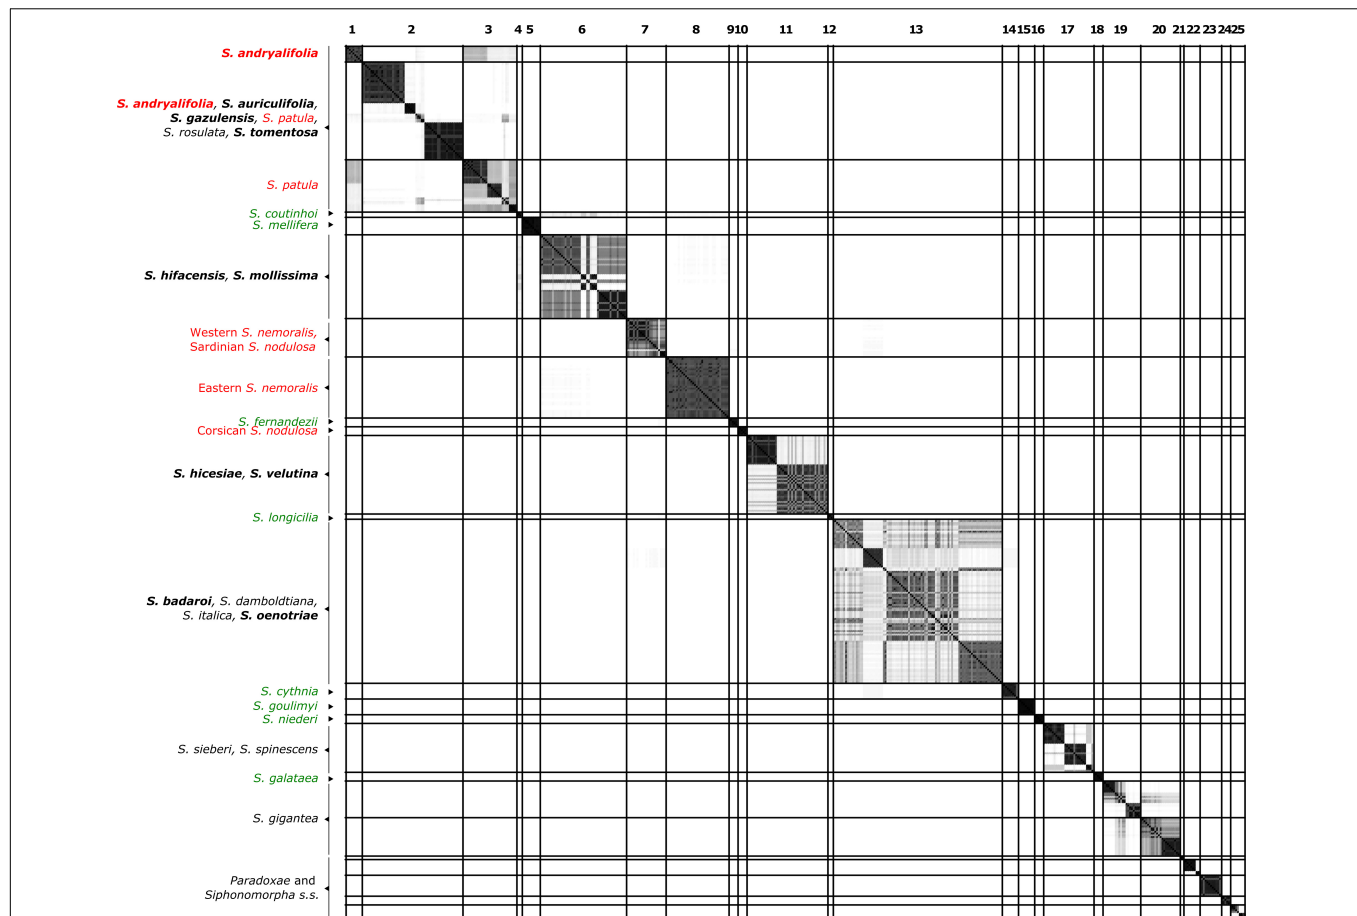 1 2 3 4 5 6 7 8 9 10 11 12 13 14 15 16 17 18 19 20 21 22 23 24 25
S. andryalifolia
S. andryalifolia, S. auriculifolia,
S. gazulensis, S. patula,
S. rosulata, S. tomentosa
S. patula
S. coutinhoi
S. mellifera
S. hifacensis, S. mollissima
Western S. nemoralis,
Sardinian S. nodulosa
Eastern S. nemoralis
S. fernandezii
Corsican S. nodulosa
S. hicesiae, S. velutina
S. longicilia
S. badaroi, S. damboldtiana,
S. italica, S. oenotriae
S. cythnia
S. goulimyi
S. niederi
S. sieberi, S. spinescens
S. galataea
S. gigantea
Paradoxae and
Siphonomorpha s.s.